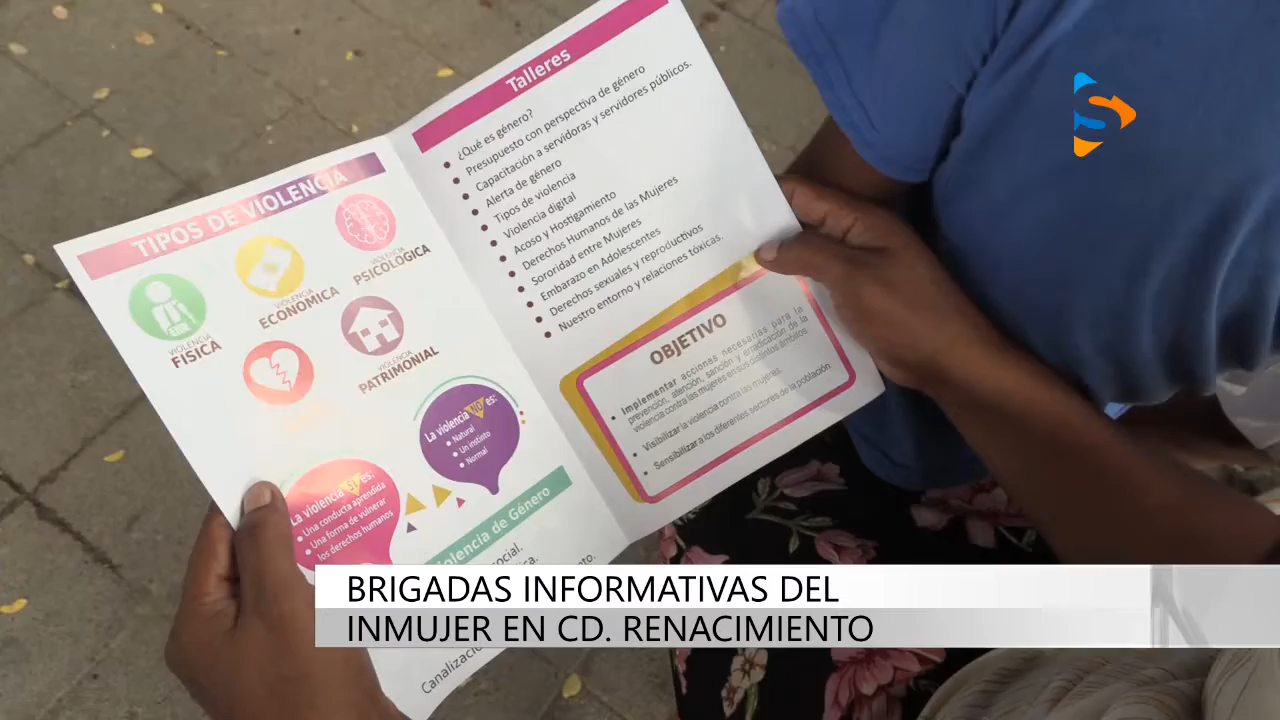 TIPOS DE VIOLENCIA
VIOLENCIA
FÍSICA
VIOLENCIA
ECONÓMICA
VIOLENCIA
PSICOLÓGICA
VIOLENCIA
PATRIMONIAL
La violencia NO es:
Natural
Un instinto
Normal
La violencia SÍ es:
Una conducta aprendida
Una forma de vulnerar
los derechos humanos
Violencia de Género
social.
Canalizació
Talleres
¿Qué es género?
Presupuesto con perspectiva de género
Capacitación a servidoras y servidores públicos.
Alerta de género
Tipos de violencia
Violencia digital
Acoso y Hostigamiento
Derechos Humanos de las Mujeres
Sororidad entre Mujeres
Embarazo en Adolescentes
Derechos sexuales y reproductivos
Nuestro entorno y relaciones tóxicas.
OBJETIVO
Implementar acciones necesarias para la
prevención, atención, sanción y erradicación de la
violencia contra las mujeres en sus distintos ámbitos.
Visibilizar la violencia contra las mujeres.
Sensibilizar a los diferentes sectores de la población.
S
BRIGADAS INFORMATIVAS DEL
INMUJER EN CD. RENACIMIENTO